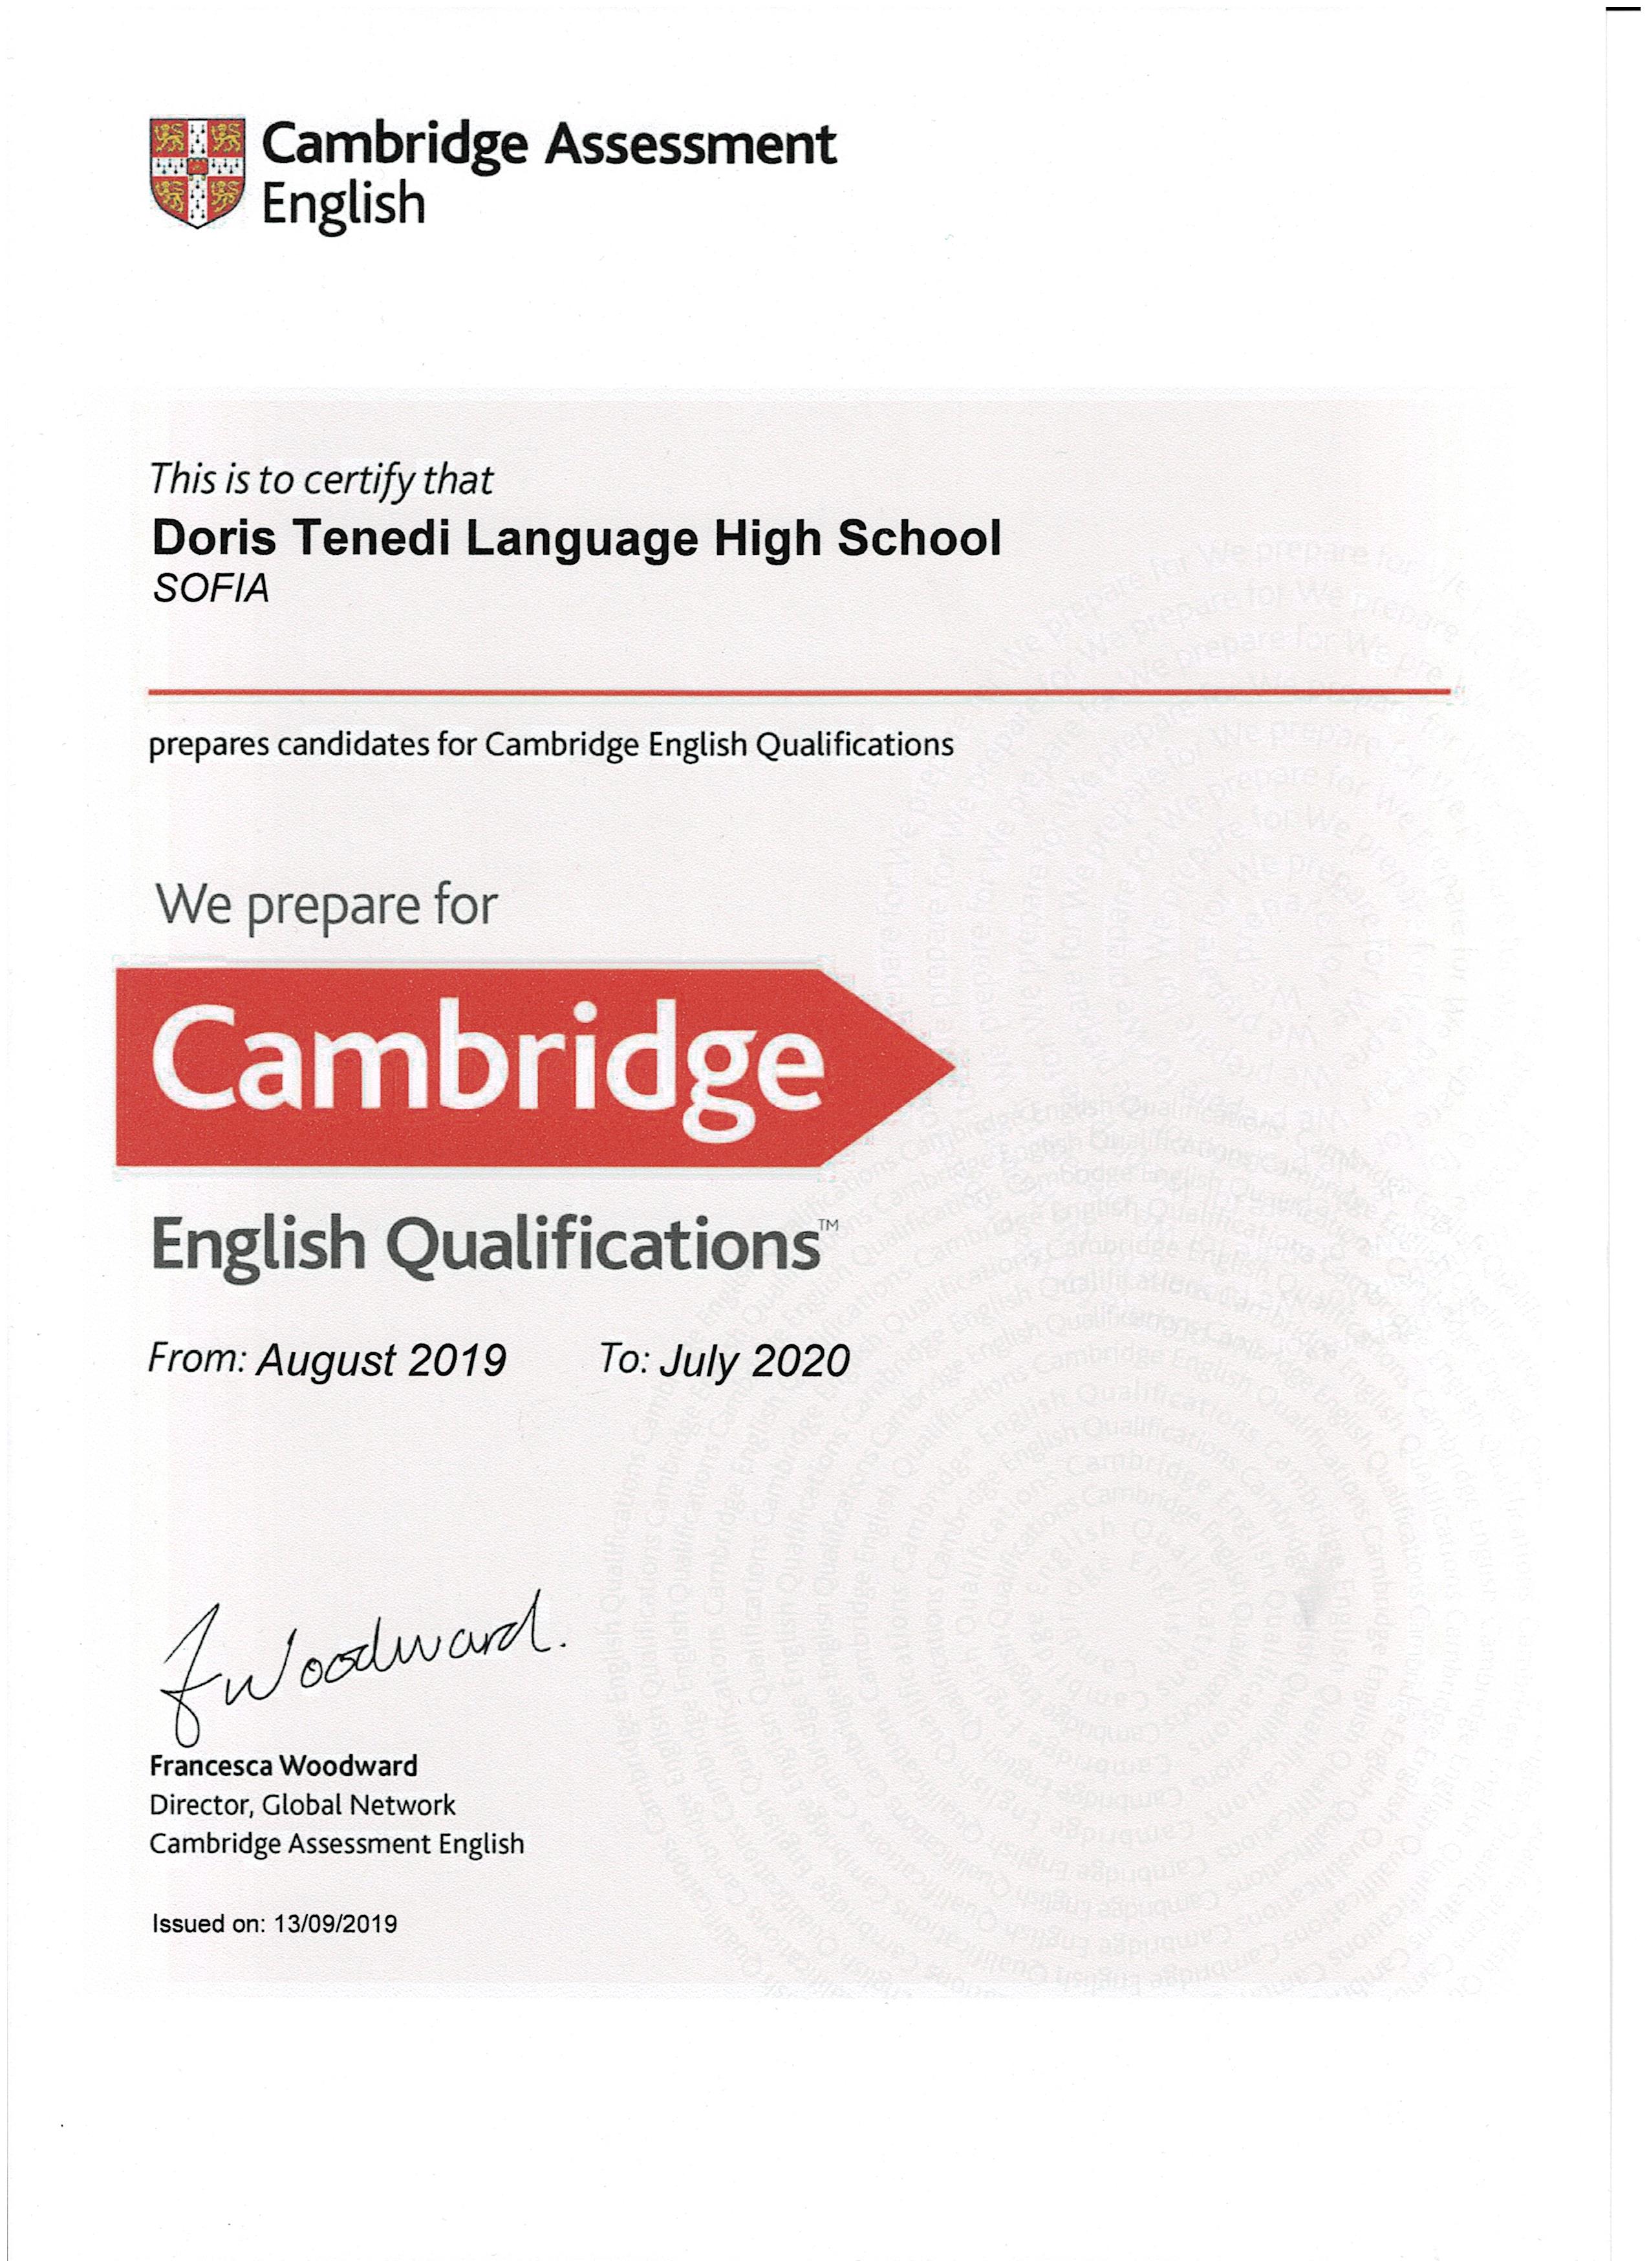 Cambridge Assessment
English
This is to certify that
Doris Tenedi Language High School
SOFIA
prepares candidates for Cambridge English Qualifications
We prepare for
Cambridge
English Qualifications™
From: August 2019 To: July 2020
F Woodward.
Francesca Woodward
Director, Global Network
Cambridge Assessment English
Issued on: 13/09/2019